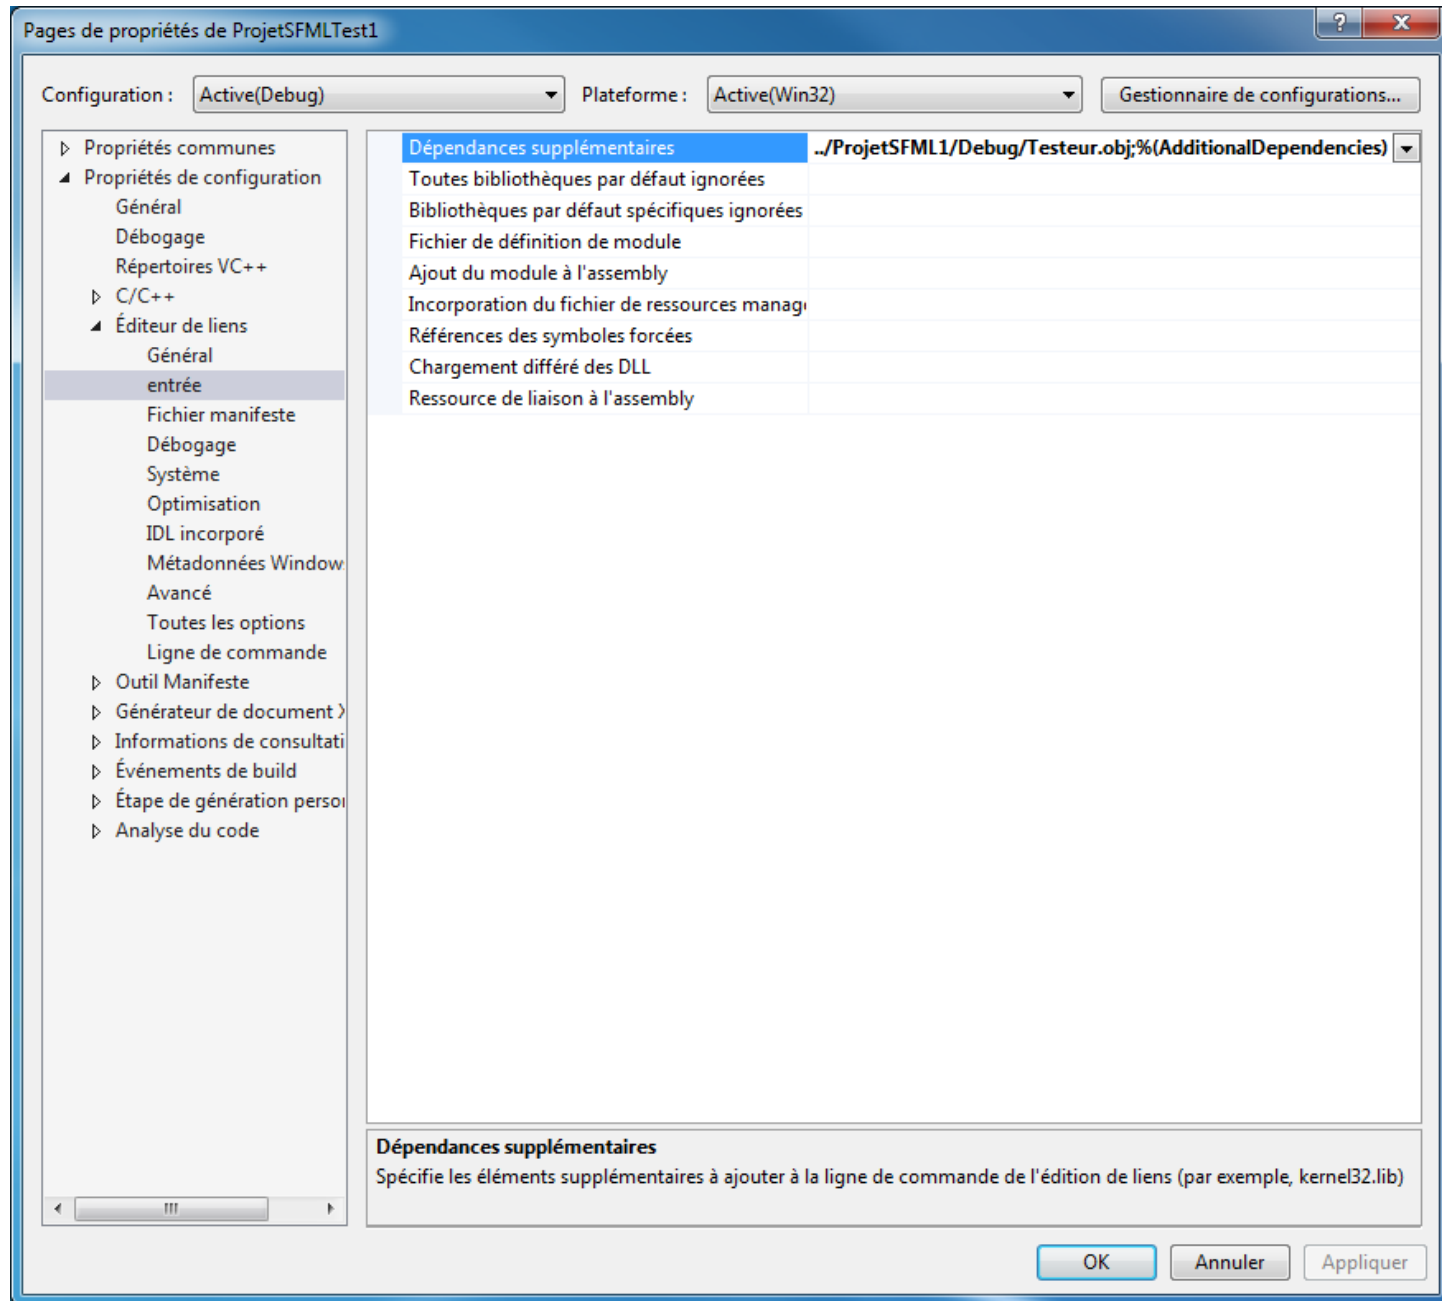 Pages de propriétés de ProjetSFMLTest1
Configuration : Active(Debug) Plateforme : Active(Win32) Gestionnaire de configurations...
Propriétés communes
Propriétés de configuration
Général
Débogage
Répertoires VC++
C/C++
Éditeur de liens
Général
entrée
Fichier manifeste
Débogage
Système
Optimisation
IDL incorporé
Métadonnées Window
Avancé
Toutes les options
Ligne de commande
Outil Manifeste
Générateur de document X
Informations de consultati
Événements de build
Étape de génération person
Analyse du code
Dépendances supplémentaires ../ProjetSFML1/Debug/Testeur.obj;%(AdditionalDependencies)
Toutes bibliothèques par défaut ignorées
Bibliothèques par défaut spécifiques ignorées
Fichier de définition de module
Ajout du module à l'assembly
Incorporation du fichier de ressources manag
Références des symboles forcées
Chargement différé des DLL
Ressource de liaison à l'assembly
Dépendances supplémentaires
Spécifie les éléments supplémentaires à ajouter à la ligne de commande de l'édition de liens (par exemple, kernel32.lib)
OK Annuler Appliquer